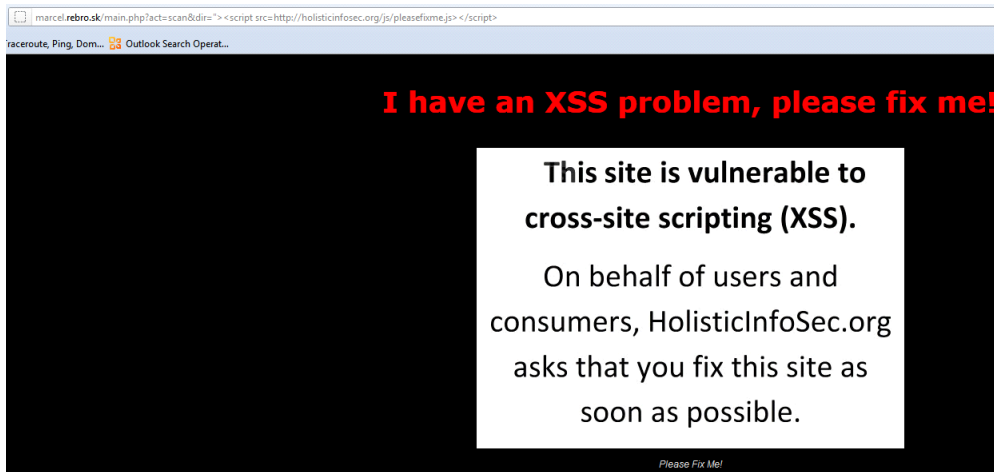 marcel.rebro.sk/main.php?act=scan&dir="><script src=http://holisticinfosec.org/js/pleasefixme.js></script>
raceroute, Ping, Dom... Outlook Search Operat...
I have an XSS problem, please fix me!
This site is vulnerable to
cross-site scripting (XSS).
On behalf of users and
consumers, HolisticInfoSec.org
asks that you fix this site as
soon as possible.
Please Fix Me!